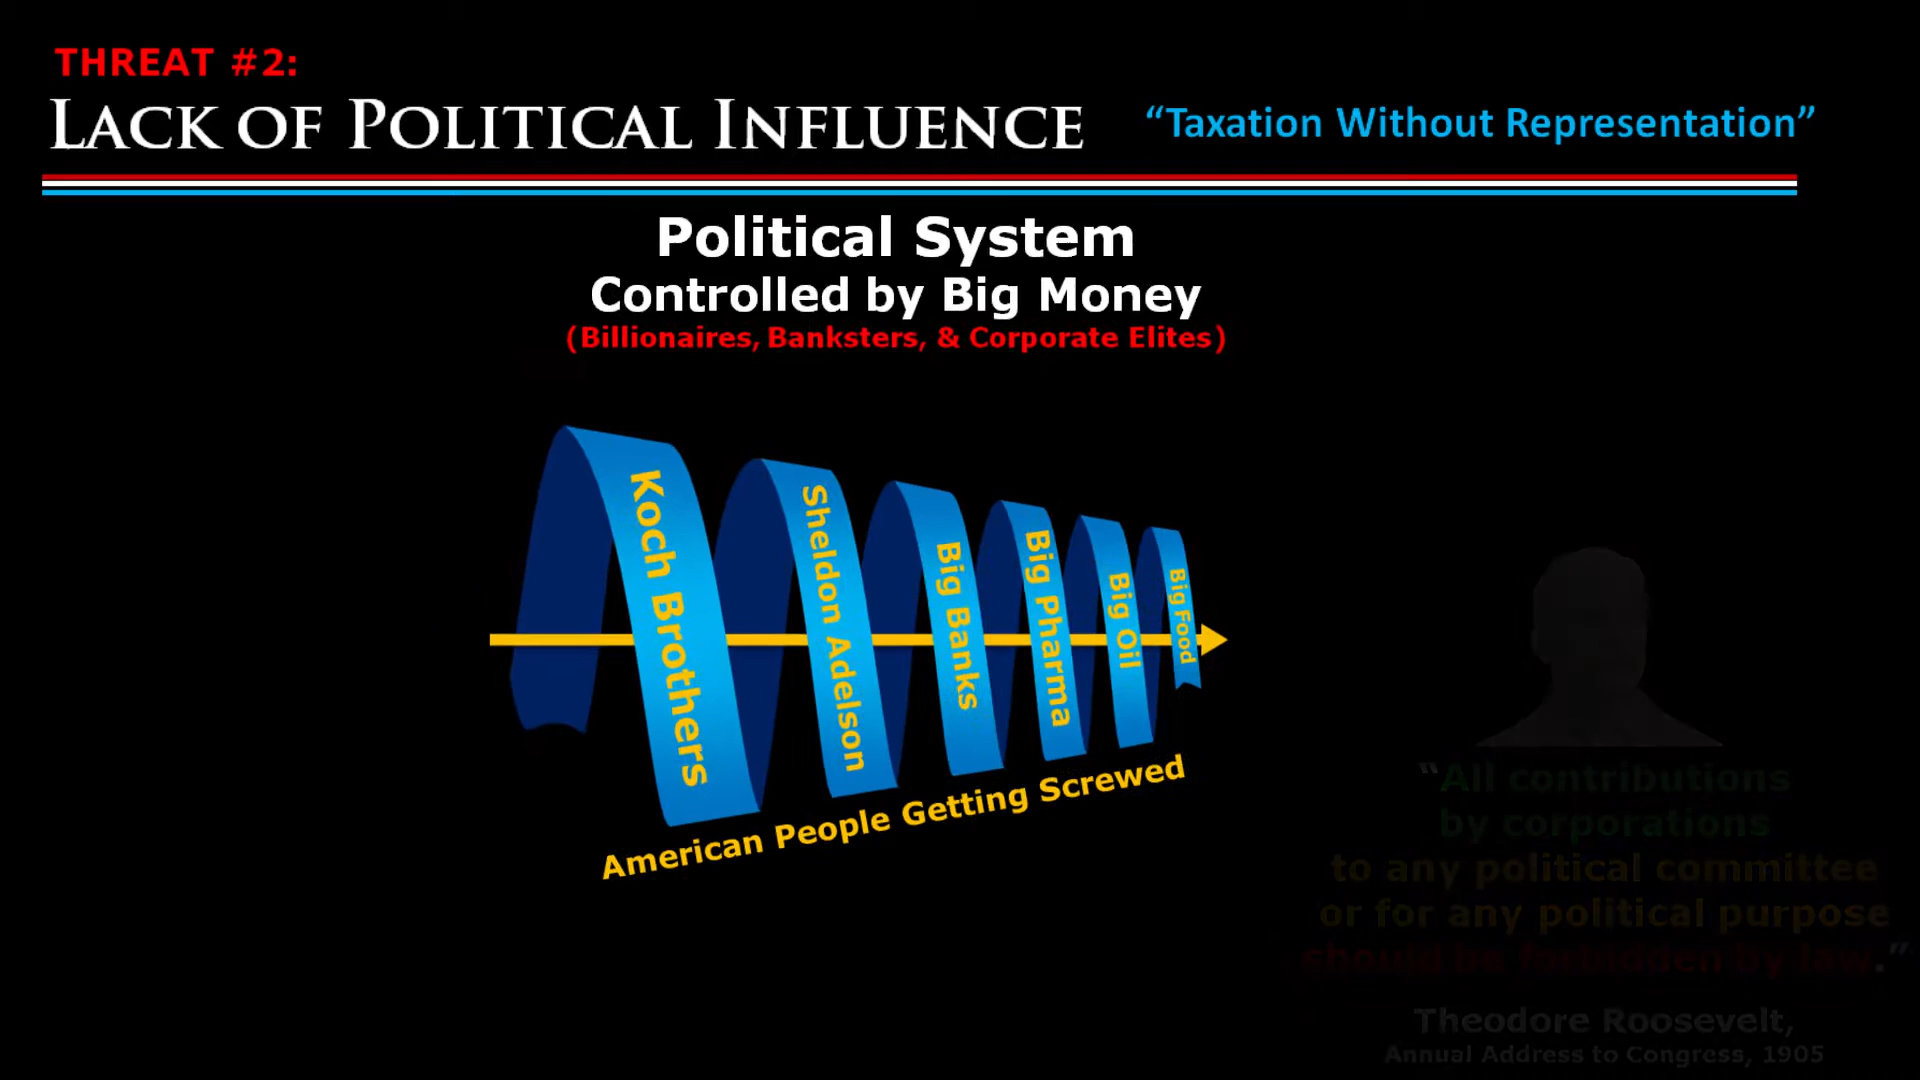 THREAT #2:
LACK OF POLITICAL INFLUENCE
“Taxation Without Representation”
Political System
Controlled by Big Money
(Billionaires, Banksters, & Corporate Elites)
Koch Brothers
Sheldon Adelson
Big Banks
Big Pharma
Big Oil
Big Food
American People Getting Screwed
“All contributions
by corporations
to any political committee
or for any political purpose
should be forbidden by law.”
Theodore Roosevelt,
Annual Address to Congress, 1905